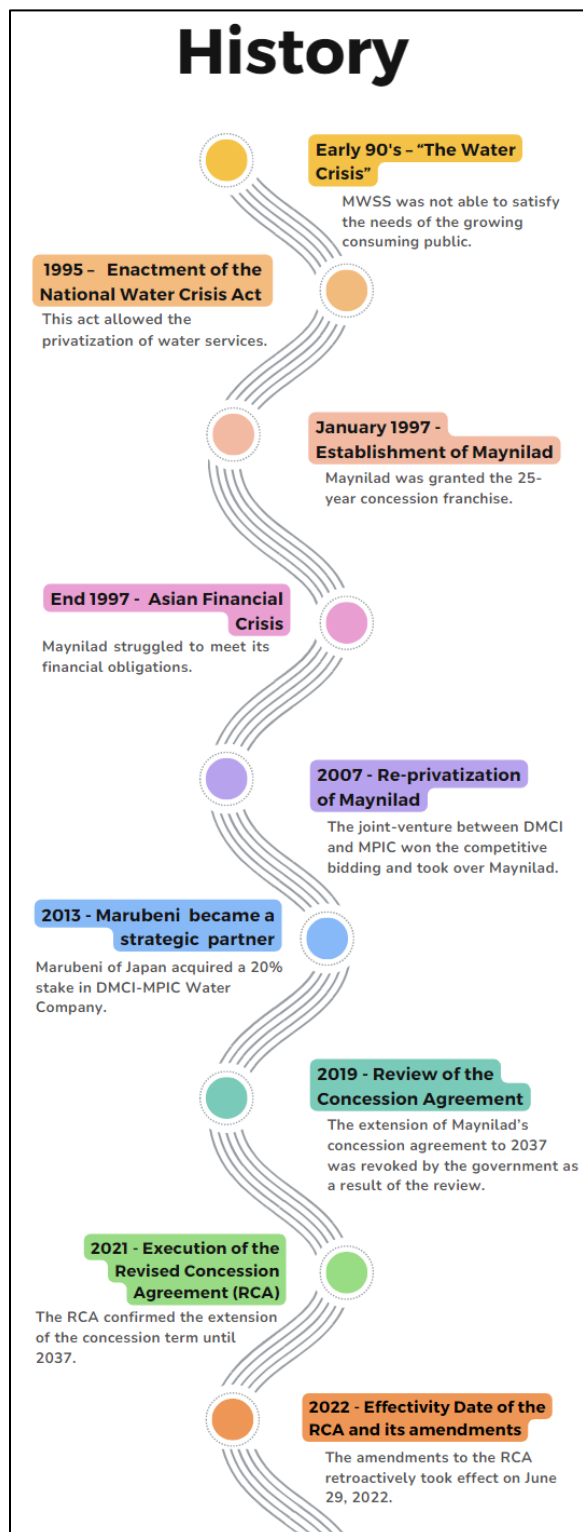 History
Early 90's – “The Water
Crisis”
MWSS was not able to satisfy
the needs of the growing
consuming public.
1995 – Enactment of the
National Water Crisis Act
This act allowed the
privatization of water services.
January 1997 -
Establishment of Maynilad
Maynilad was granted the 25-
year concession franchise.
End 1997 - Asian Financial
Crisis
Maynilad struggled to meet its
financial obligations.
2007 - Re-privatization
of Maynilad
The joint-venture between DMCI
and MPIC won the competitive
bidding and took over Maynilad.
2013 - Marubeni became a
strategic partner
Marubeni of Japan acquired a 20%
stake in DMCI-MPIC Water
Company.
2019 - Review of the
Concession Agreement
The extension of Maynilad’s
concession agreement to 2037
was revoked by the government as
a result of the review.
2021 - Execution of the
Revised Concession
Agreement (RCA)
The RCA confirmed the extension
of the concession term until
2037.
2022 - Effectivity Date of the
RCA and its amendments
The amendments to the RCA
retroactively took effect on June
29, 2022.